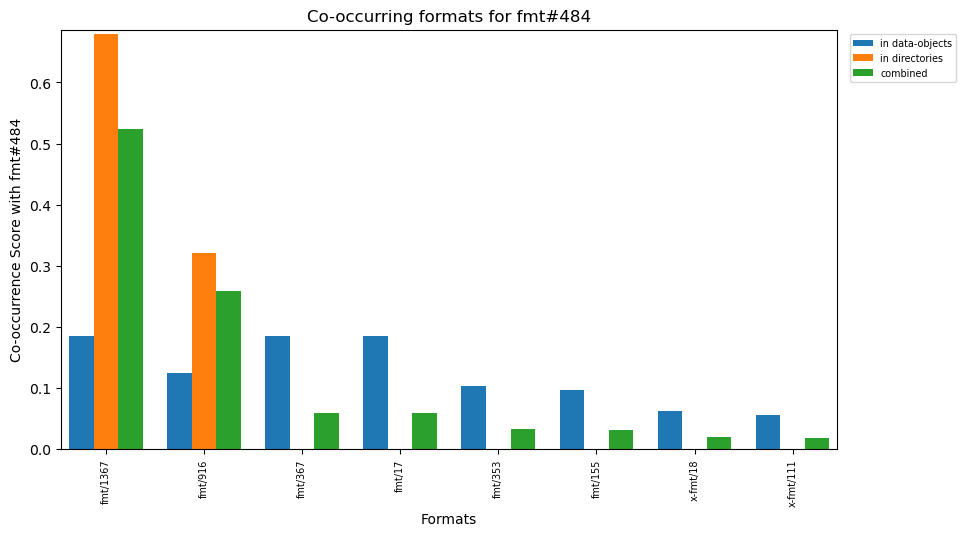 Co-occurring formats for fmt#484
in data-objects
in directories
combined
Co-occurrence Score with fmt#484
0.6
0.5
0.4
0.3
0.2
0.1
0.0
fmt/1367
fmt/916
fmt/367
fmt/17
fmt/353
fmt/155
x-fmt/18
x-fmt/111
Formats